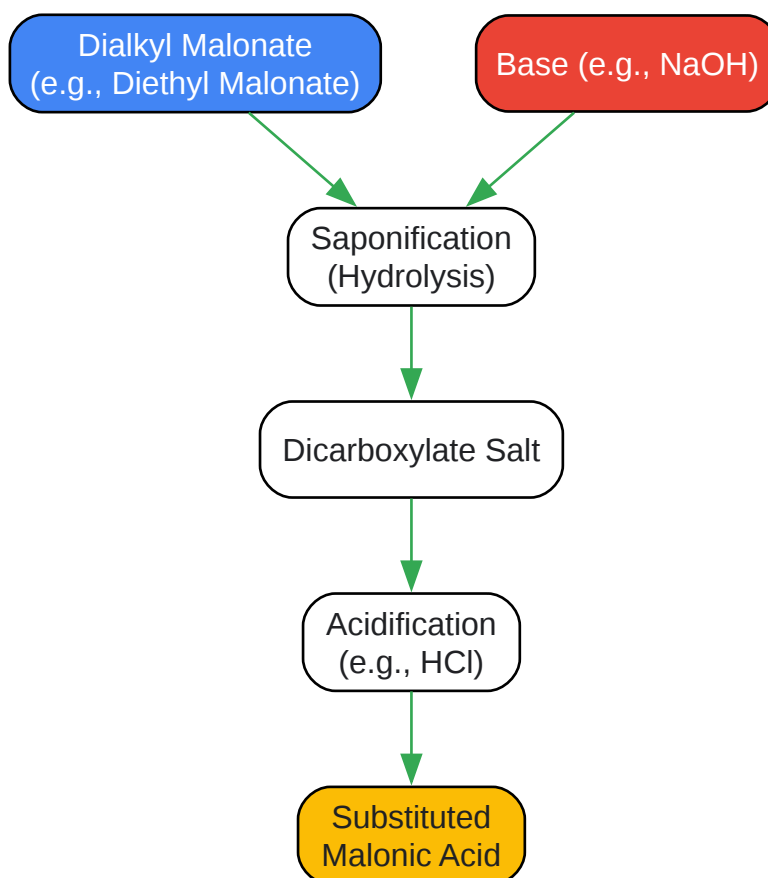 Dialkyl Malonate
(e.g., Diethyl Malonate)
Base (e.g., NaOH)
Saponification
(Hydrolysis)
Dicarboxylate Salt
Acidification
(e.g., HCl)
Substituted
Malonic Acid